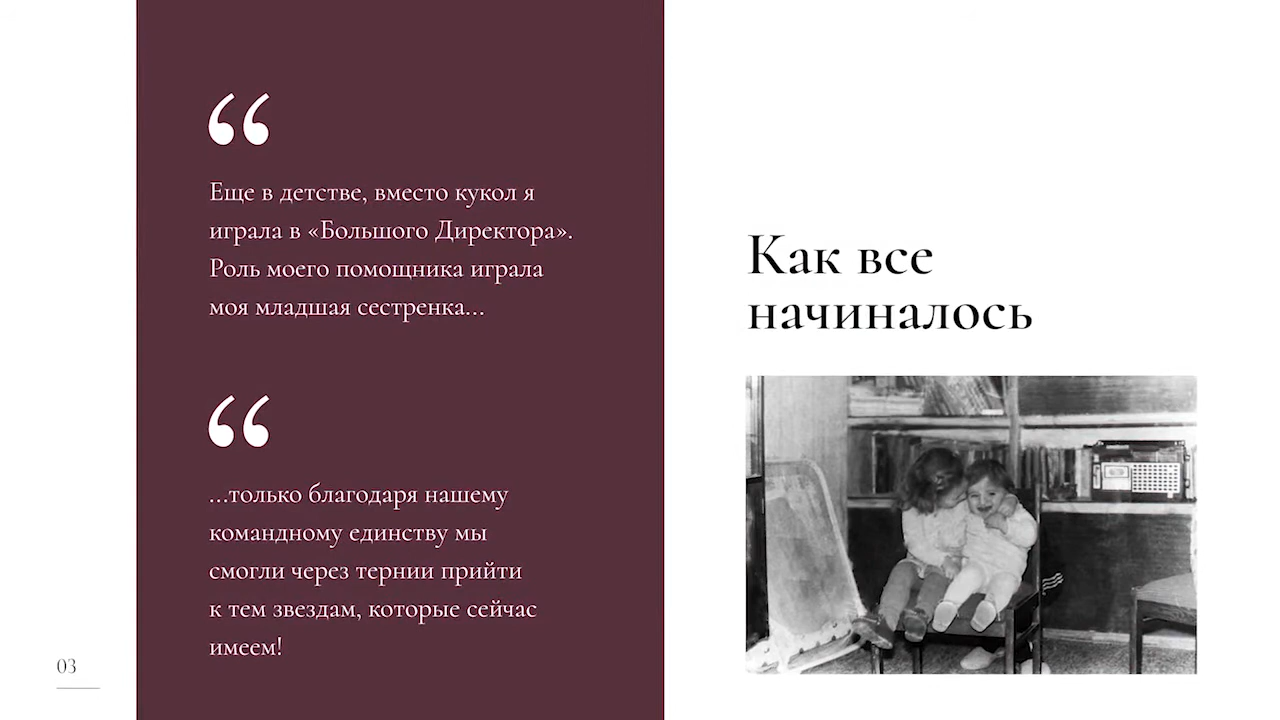 “
Еще в детстве, вместо кукол я
играла в «Большого Директора».
Роль моего помощника играла
моя младшая сестренка...
“
...только благодаря нашему
командному единству мы
смогли через тернии прийти
к тем звездам, которые сейчас
имеем!
03
Как все
начиналось